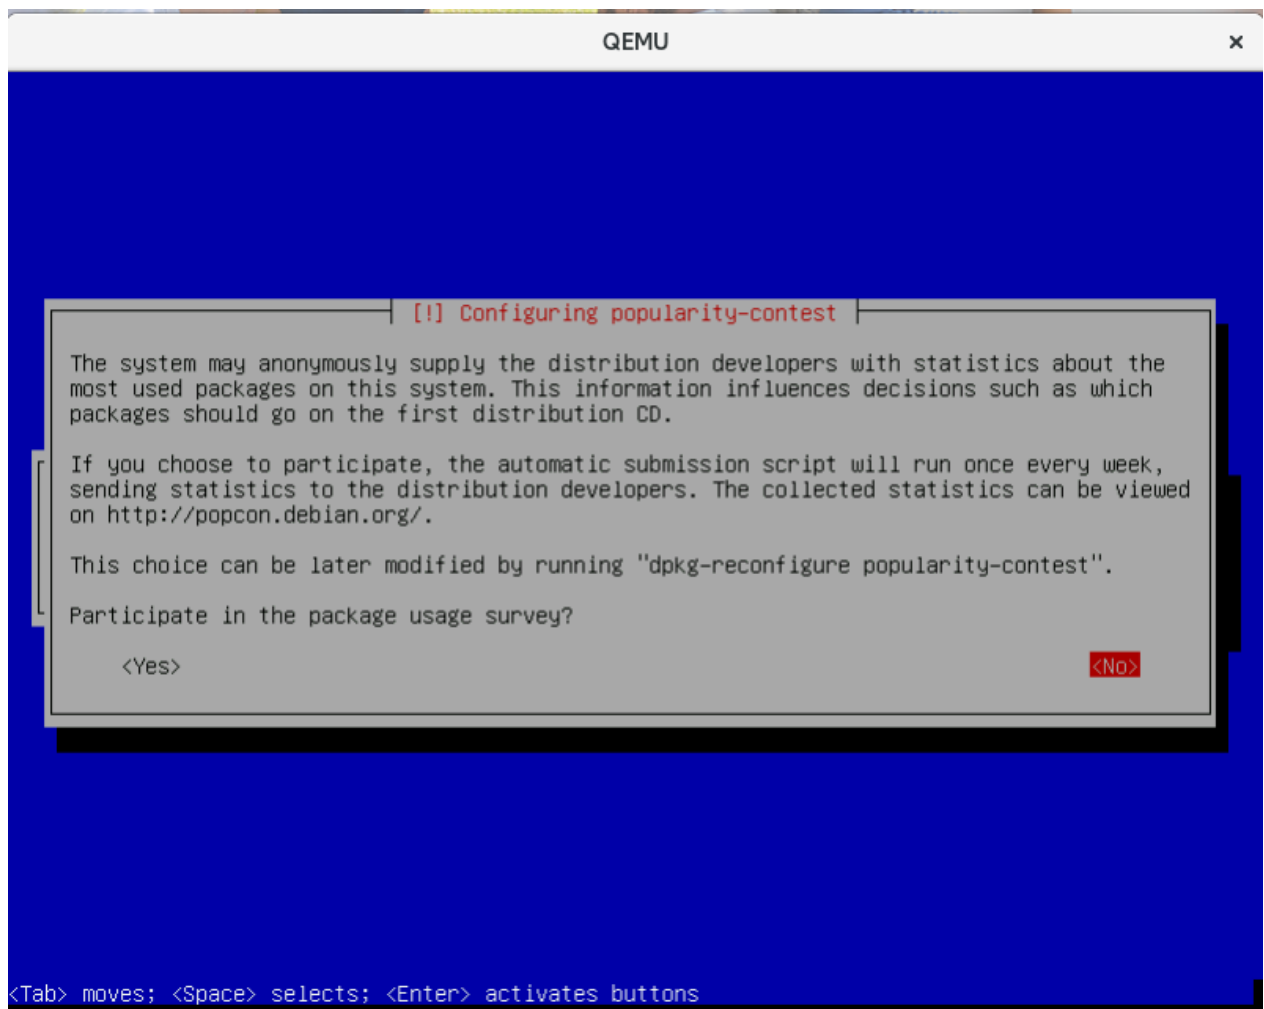 QEMU
×
[!] Configuring popularity-contest
The system may anonymously supply the distribution developers with statistics about the
most used packages on this system. This information influences decisions such as which
packages should go on the first distribution CD.
If you choose to participate, the automatic submission script will run once every week,
sending statistics to the distribution developers. The collected statistics can be viewed
on http://popcon.debian.org/.
This choice can be later modified by running "dpkg-reconfigure popularity-contest".
Participate in the package usage survey?
<Yes> <No>
<Tab> moves; <Space> selects; <Enter> activates buttons